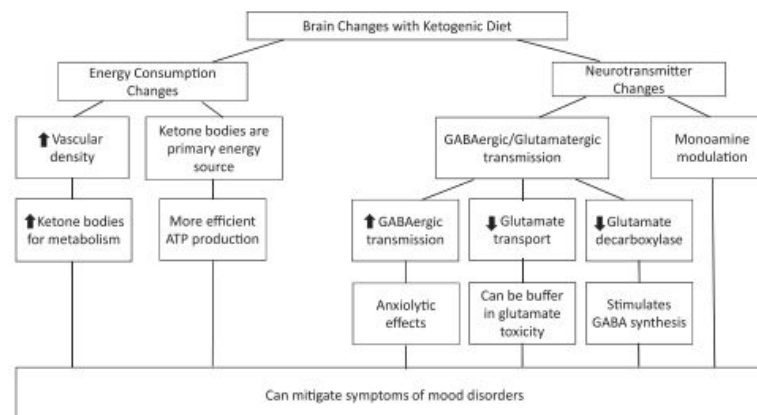 Brain Changes with Ketogenic Diet
Energy Consumption
Changes
Neurotransmitter
Changes
⬆Vascular
density
Ketone bodies are
primary energy
source
GABAergic/Glutamatergic
transmission
Monoamine
modulation
⬆Ketone bodies
for metabolism
More efficient
ATP production
⬆GABAergic
transmission
⬇Glutamate
transport
⬇Glutamate
decarboxylase
Anxiolytic
effects
Can be buffer
in glutamate
toxicity
Stimulates
GABA synthesis
Can mitigate symptoms of mood disorders